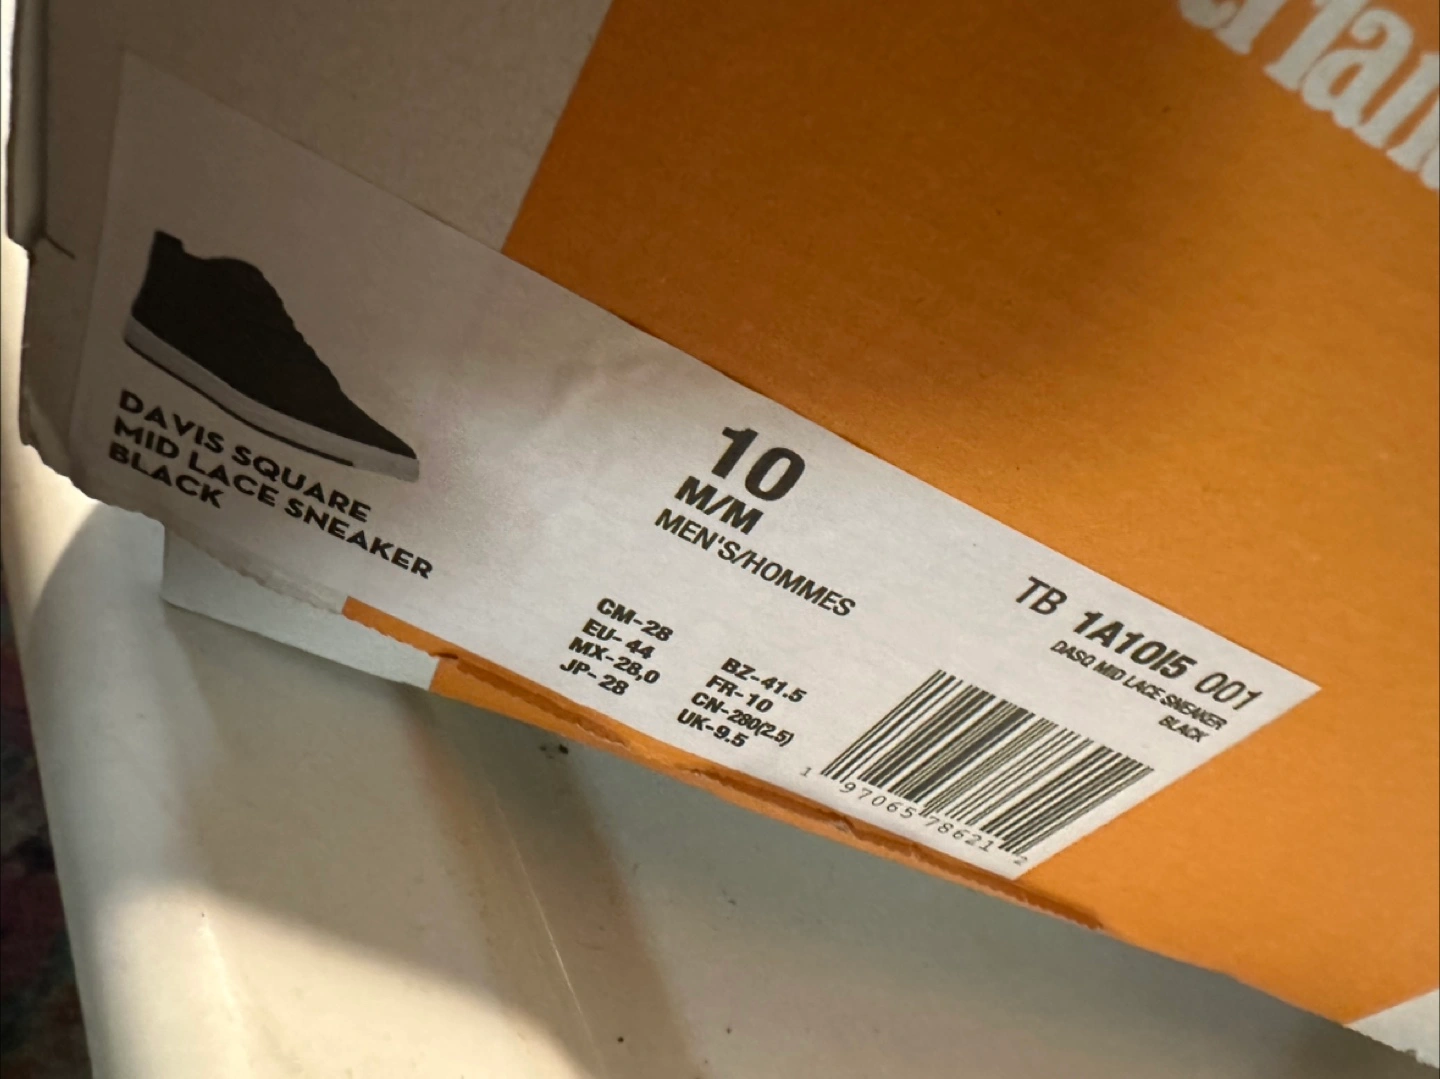 erlan
DAVIS SQUARE
MID LACE SNEAKER
BLACK
10
M/M
MEN'S/HOMMES
CM-28
EU- 44
MX-28,0
JP- 28
BZ-41.5
FR-10
CN-280(2.5)
UK-9.5
TB 1A1OI5 001
DASQ MID LACE SNEAKER
BLACK
1 97065 78621 2